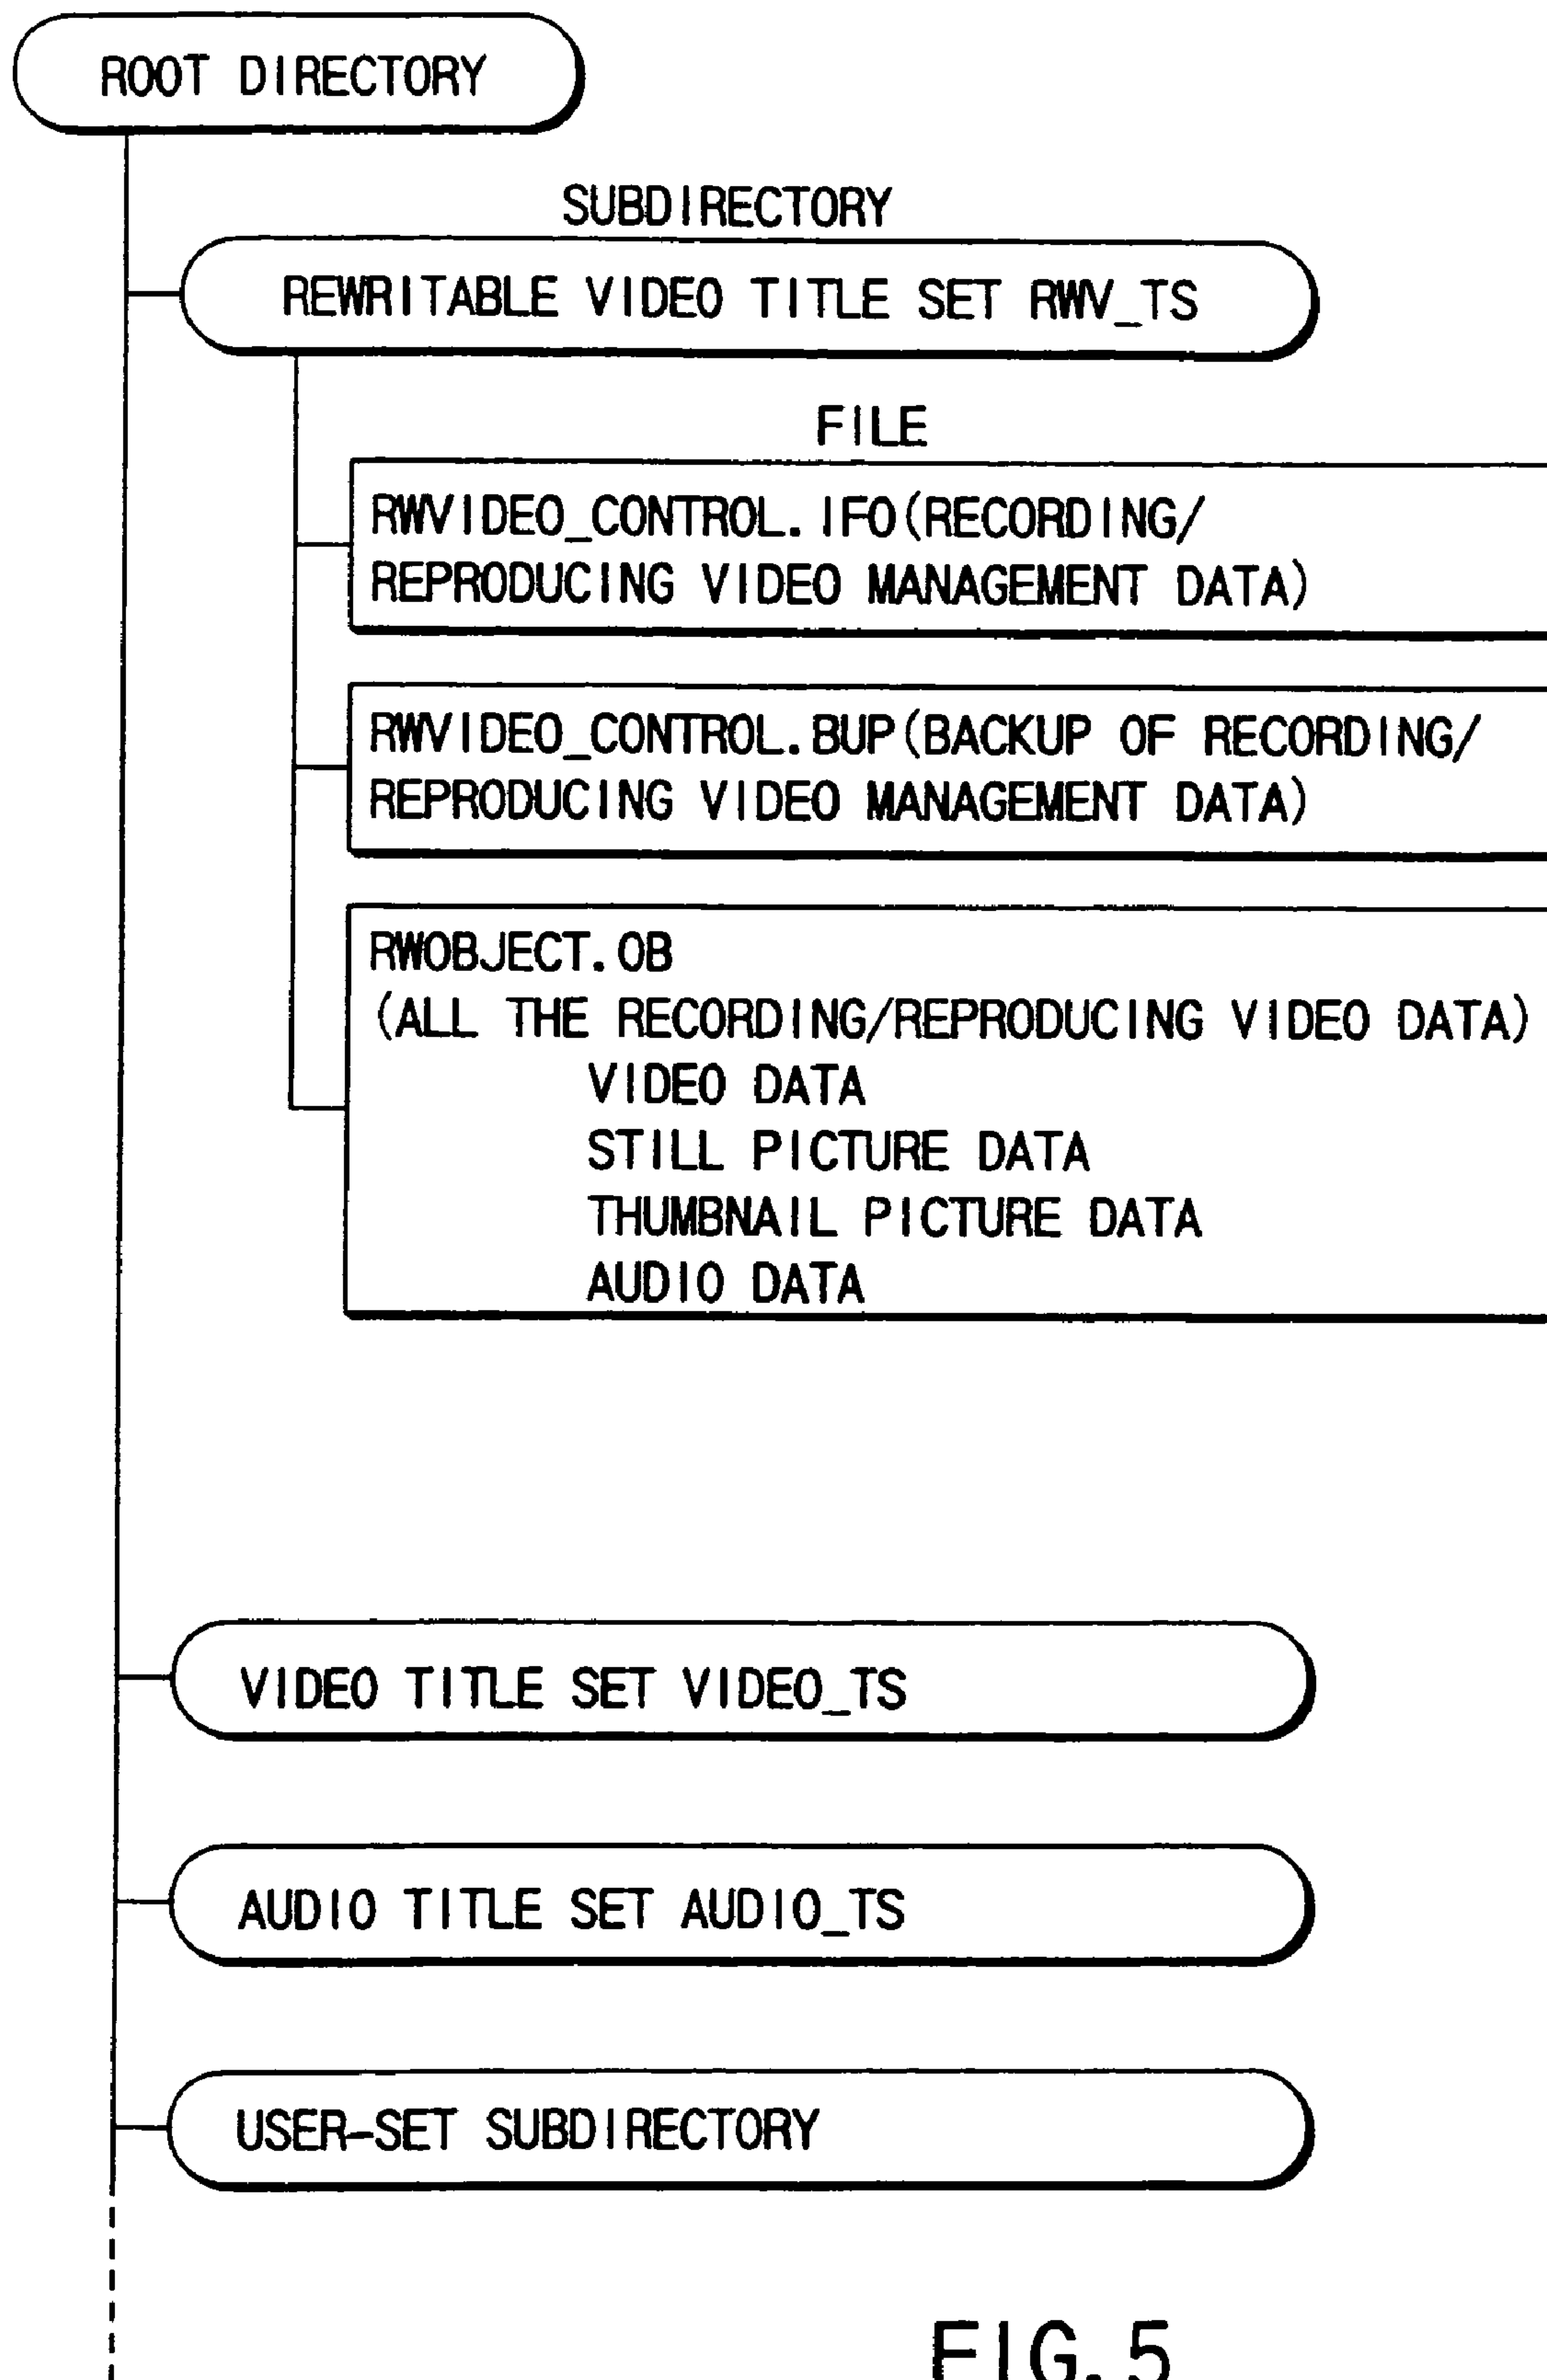 ROOT DIRECTORY
SUBDIRECTORY
REWRITABLE VIDEO TITLE SET RWV_TS
FILE
RWVIDEO_CONTROL.IFO(RECORDING/
REPRODUCING VIDEO MANAGEMENT DATA)
RWVIDEO_CONTROL.BUP(BACKUP OF RECORDING/
REPRODUCING VIDEO MANAGEMENT DATA)
RWOBJECT.OB
(ALL THE RECORDING/REPRODUCING VIDEO DATA)
VIDEO DATA
STILL PICTURE DATA
THUMBNAIL PICTURE DATA
AUDIO DATA
VIDEO TITLE SET VIDEO_TS
AUDIO TITLE SET AUDIO_TS
USER-SET SUBDIRECTORY
FIG.5